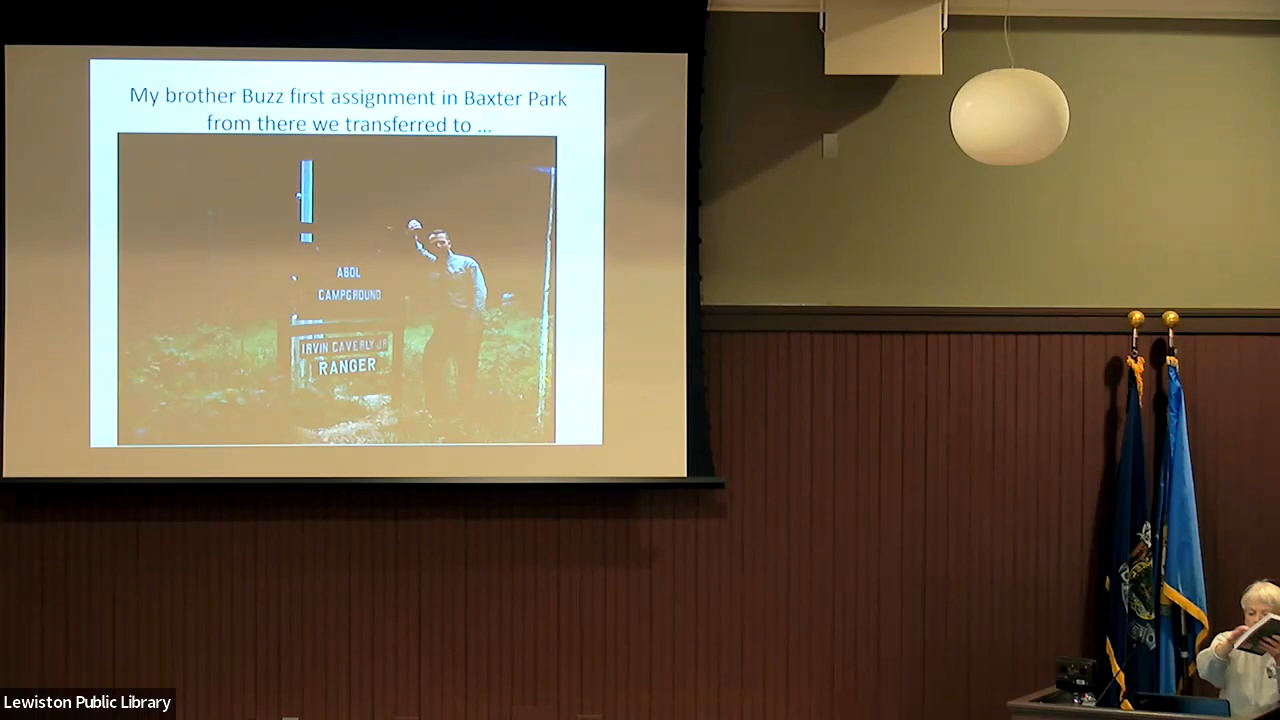 My brother Buzz first assignment in Baxter Park
from there we transferred to ...
ABOL
CAMPGROUND
IRVIN CAVERLY JR
RANGER
Lewiston Public Library